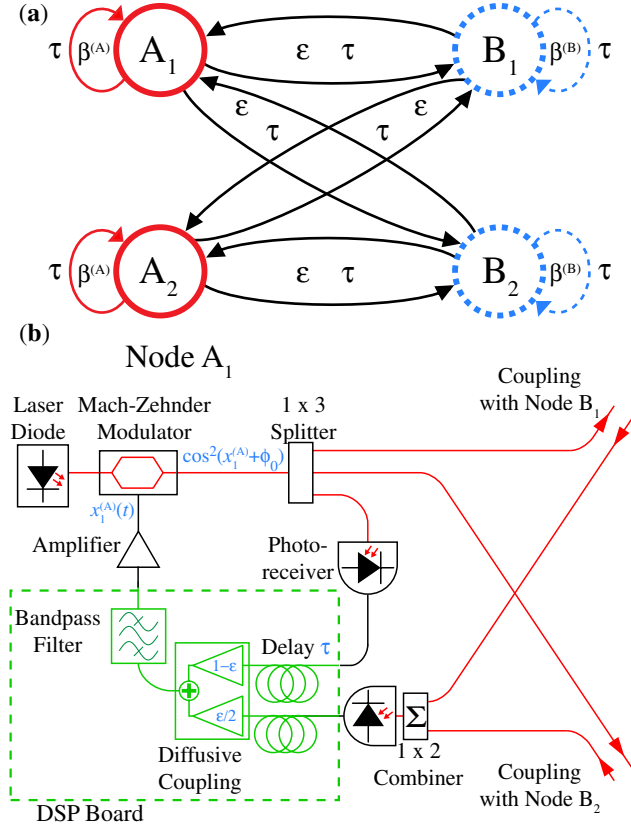 (a)
τ β⁽ᴬ⁾ A₁ ε τ B₁ β⁽ᴮ⁾ τ
ε ε
τ τ
τ β⁽ᴬ⁾ A₂ ε τ B₂ β⁽ᴮ⁾ τ
(b)
Node A₁
Laser
Diode
Mach-Zehnder
Modulator
1 x 3
Splitter
Coupling
with Node B₁
cos²(x₁⁽ᴬ⁾+ϕ₀)
x₁⁽ᴬ⁾(t)
Amplifier
Photo-
receiver
Bandpass
Filter
Delay τ
1−ε
+
ε/2
Σ
Diffusive
Coupling
1 x 2
Combiner
Coupling
with Node B₂
DSP Board